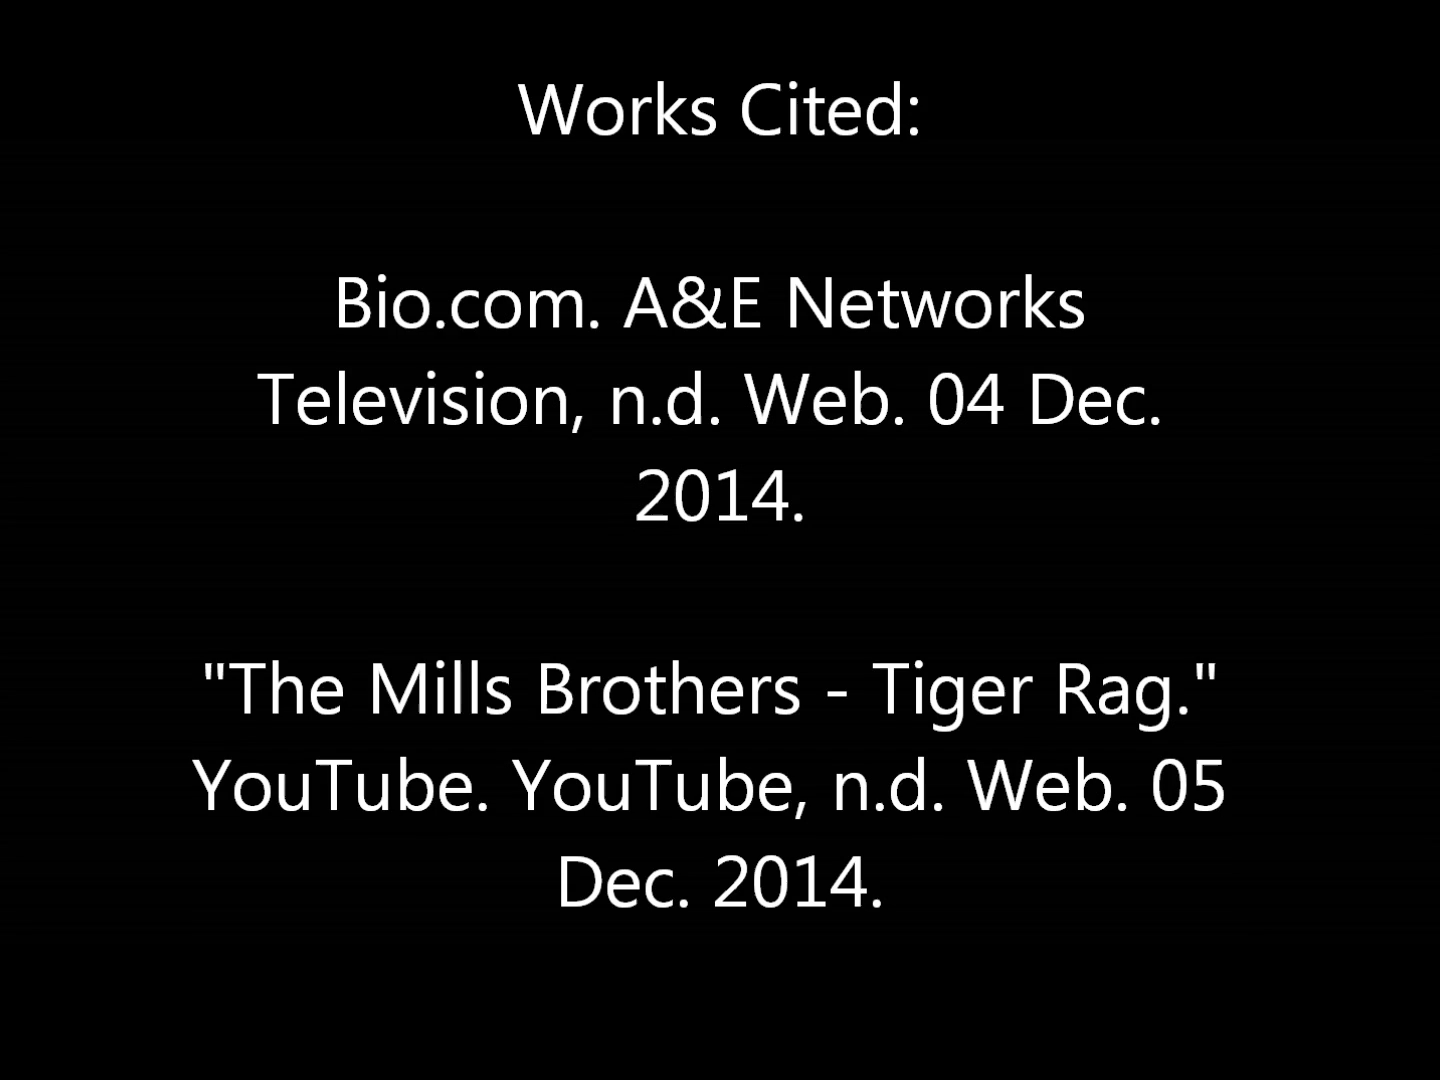 Works Cited:
Bio.com. A&E Networks
Television, n.d. Web. 04 Dec.
2014.
"The Mills Brothers - Tiger Rag."
YouTube. YouTube, n.d. Web. 05
Dec. 2014.